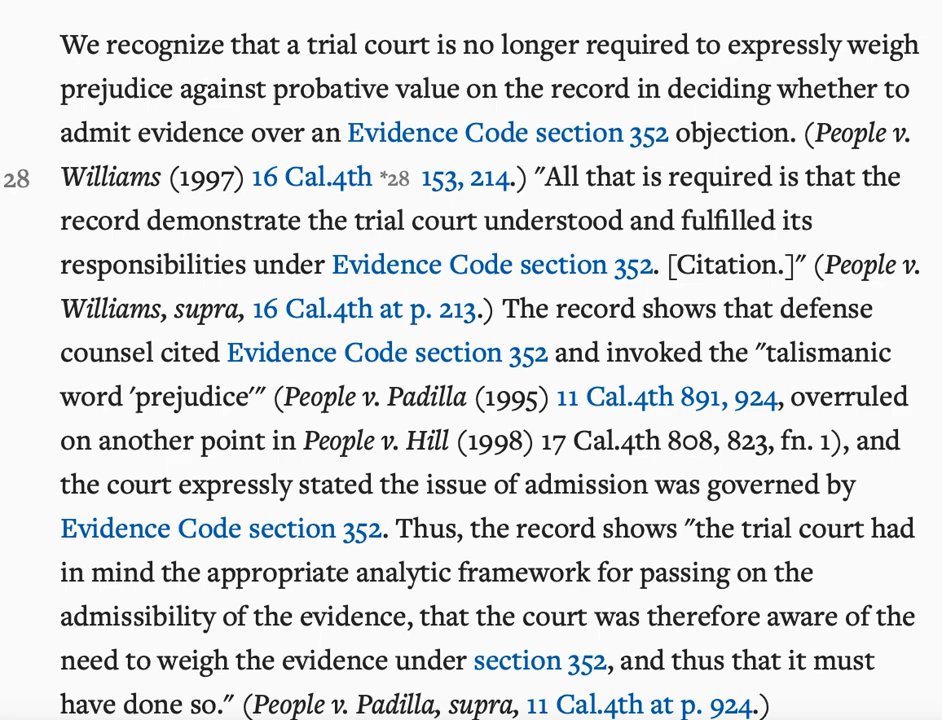 We recognize that a trial court is no longer required to expressly weigh
prejudice against probative value on the record in deciding whether to
admit evidence over an Evidence Code section 352 objection. (People v.
28 Williams (1997) 16 Cal.4th *28 153, 214.) "All that is required is that the
record demonstrate the trial court understood and fulfilled its
responsibilities under Evidence Code section 352. [Citation.]" (People v.
Williams, supra, 16 Cal.4th at p. 213.) The record shows that defense
counsel cited Evidence Code section 352 and invoked the "talismanic
word 'prejudice'" (People v. Padilla (1995) 11 Cal.4th 891, 924, overruled
on another point in People v. Hill (1998) 17 Cal.4th 808, 823, fn. 1), and
the court expressly stated the issue of admission was governed by
Evidence Code section 352. Thus, the record shows "the trial court had
in mind the appropriate analytic framework for passing on the
admissibility of the evidence, that the court was therefore aware of the
need to weigh the evidence under section 352, and thus that it must
have done so." (People v. Padilla, supra, 11 Cal.4th at p. 924.)